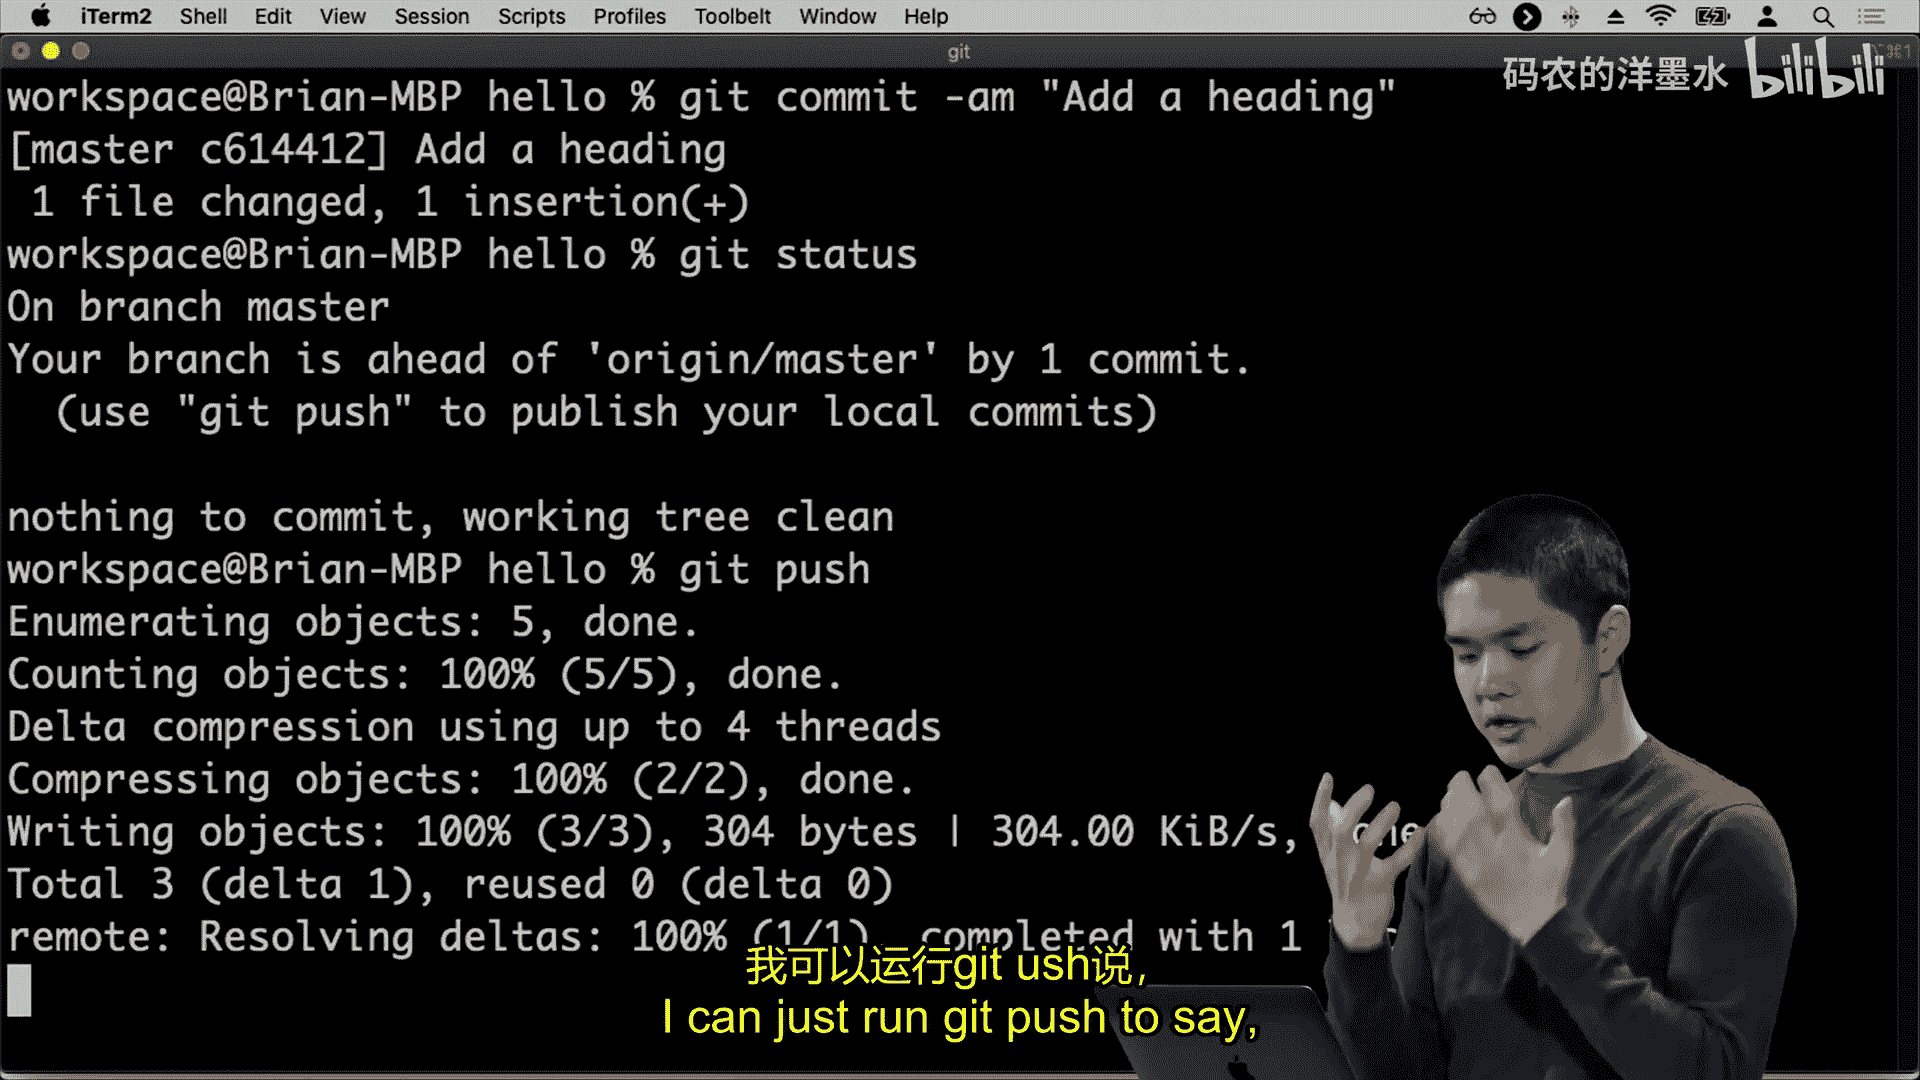 iTerm2 Shell Edit View Session Scripts Profiles Toolbelt Window Help
git
⌘1
码农的洋墨水 bilibili
workspace@Brian-MBP hello % git commit -am "Add a heading"
[master c614412] Add a heading
1 file changed, 1 insertion(+)
workspace@Brian-MBP hello % git status
On branch master
Your branch is ahead of 'origin/master' by 1 commit.
(use "git push" to publish your local commits)
nothing to commit, working tree clean
workspace@Brian-MBP hello % git push
Enumerating objects: 5, done.
Counting objects: 100% (5/5), done.
Delta compression using up to 4 threads
Compressing objects: 100% (2/2), done.
Writing objects: 100% (3/3), 304 bytes | 304.00 KiB/s,
Total 3 (delta 1), reused 0 (delta 0)
remote: Resolving deltas: 100% (1/1), completed with 1
我可以运行git ush说,
I can just run git push to say,